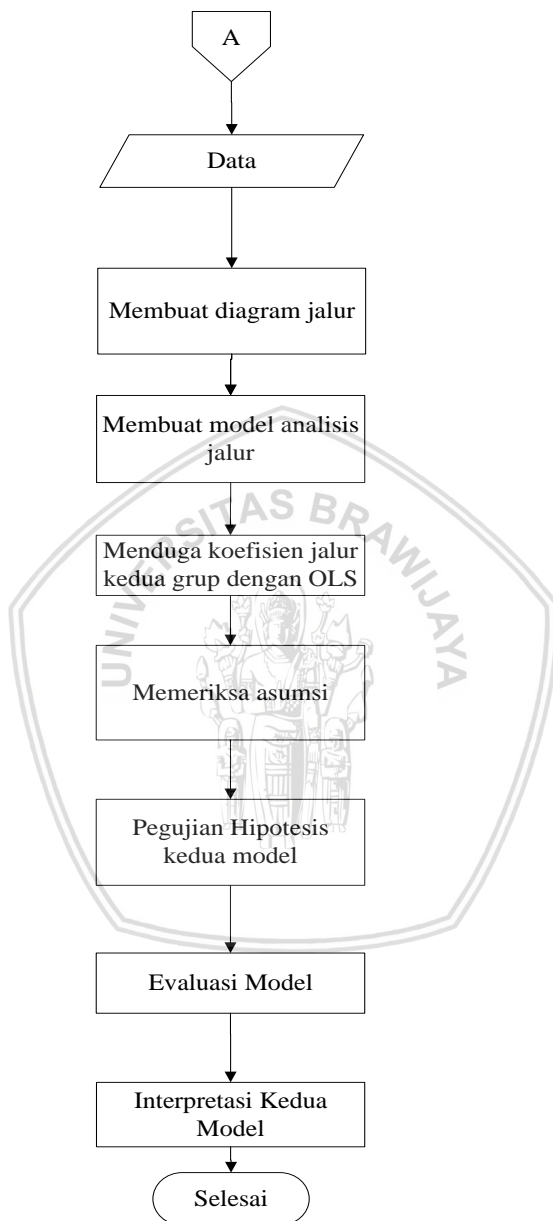 A
Data
Membuat diagram jalur
Membuat model analisis
jalur
UNIVERSITAS BRAWIJAYA
Menduga koefisien jalur
kedua grup dengan OLS
Memeriksa asumsi
Pegujian Hipotesis
kedua model
Evaluasi Model
Interpretasi Kedua
Model
Selesai